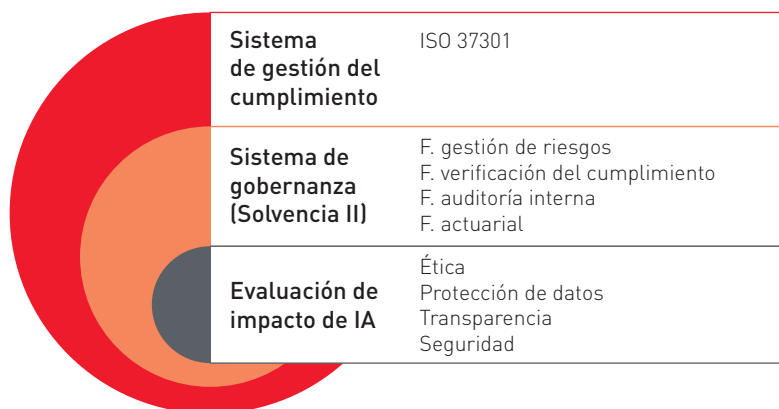 Sistema
de gestión del
cumplimiento
ISO 37301
Sistema de
gobernanza
(Solvencia II)
F. gestión de riesgos
F. verificación del cumplimiento
F. auditoría interna
F. actuarial
Evaluación de
impacto de IA
Ética
Protección de datos
Transparencia
Seguridad